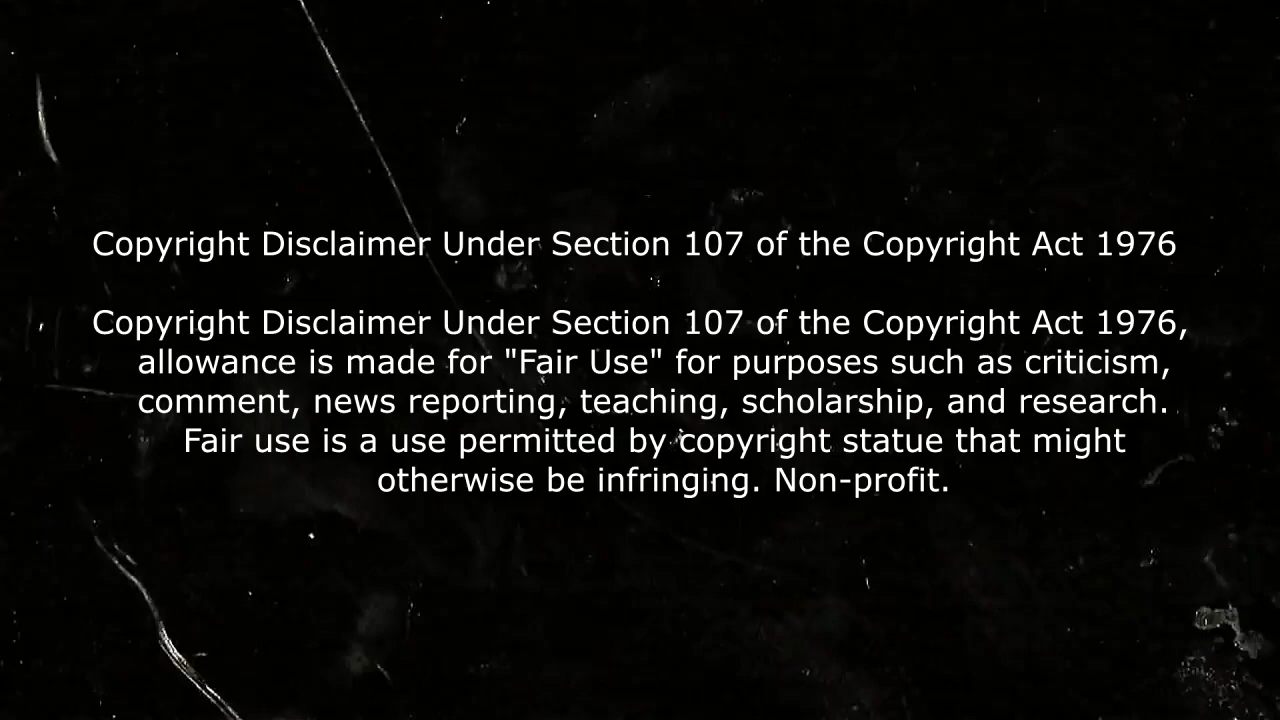 Copyright Disclaimer Under Section 107 of the Copyright Act 1976
Copyright Disclaimer Under Section 107 of the Copyright Act 1976,
allowance is made for "Fair Use" for purposes such as criticism,
comment, news reporting, teaching, scholarship, and research.
Fair use is a use permitted by copyright statue that might
otherwise be infringing. Non-profit.